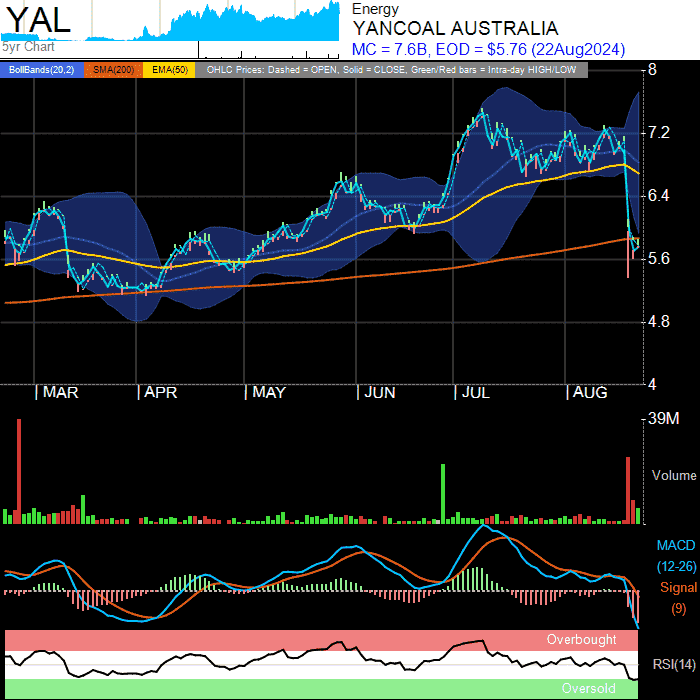 YAL
5yr Chart
Energy
YANCOAL AUSTRALIA
MC = 7.6B, EOD = $5.76 (22Aug2024)
BollBands(20,2) SMA(200) EMA(50) OHLC Prices: Dashed = OPEN, Solid = CLOSE, Green/Red bars = Intra-day HIGH/LOW
8
7.2
6.4
5.6
4.8
4
MAR APR MAY JUN JUL AUG
39M
Volume
MACD
(12-26)
Signal
(9)
Overbought
RSI(14)
Oversold